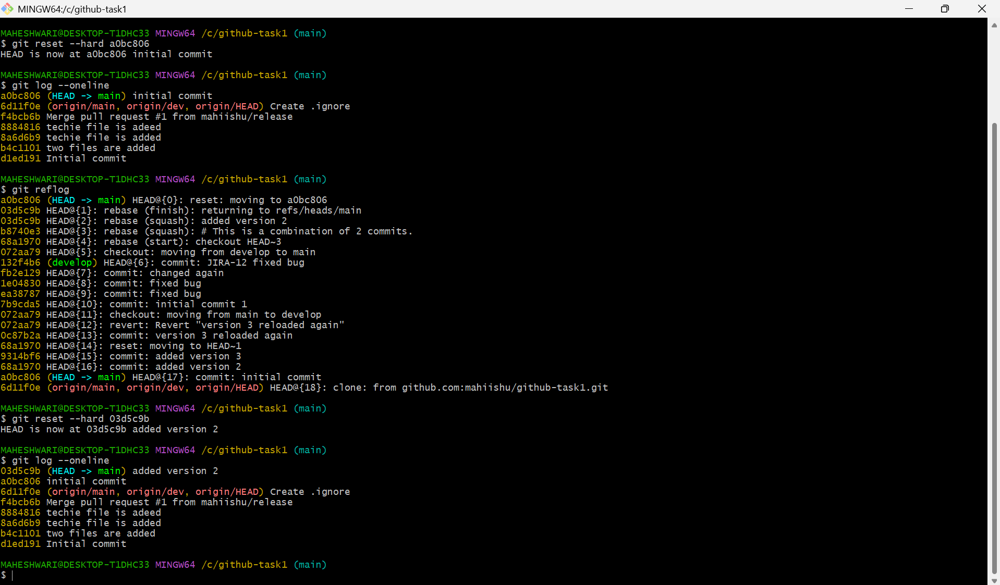 MINGW64:/c/github-task1
MAHESHWARI@DESKTOP-T1DHC33 MINGW64 /c/github-task1 (main)
$ git reset --hard a0bc806
HEAD is now at a0bc806 initial commit
MAHESHWARI@DESKTOP-T1DHC33 MINGW64 /c/github-task1 (main)
$ git log --oneline
a0bc806 (HEAD -> main) initial commit
6d11f0e (origin/main, origin/dev, origin/HEAD) Create .ignore
f4bcb6b Merge pull request #1 from mahiishu/release
8884816 techie file is adeed
8a6d6b9 techie file is added
b4c1101 two files are added
d1ed191 Initial commit
MAHESHWARI@DESKTOP-T1DHC33 MINGW64 /c/github-task1 (main)
$ git reflog
a0bc806 (HEAD -> main) HEAD@{0}: reset: moving to a0bc806
03d5c9b HEAD@{1}: rebase (finish): returning to refs/heads/main
03d5c9b HEAD@{2}: rebase (squash): added version 2
b8740e3 HEAD@{3}: rebase (squash): # This is a combination of 2 commits.
68a1970 HEAD@{4}: rebase (start): checkout HEAD~3
072aa79 HEAD@{5}: checkout: moving from develop to main
132f4b6 (develop) HEAD@{6}: commit: JIRA-12 fixed bug
fb2e129 HEAD@{7}: commit: changed again
1e04830 HEAD@{8}: commit: fixed bug
ea38787 HEAD@{9}: commit: fixed bug
7b9cda5 HEAD@{10}: commit: initial commit 1
072aa79 HEAD@{11}: checkout: moving from main to develop
072aa79 HEAD@{12}: revert: Revert "version 3 reloaded again"
0c87b2a HEAD@{13}: commit: version 3 reloaded again
68a1970 HEAD@{14}: reset: moving to HEAD~1
9314bf6 HEAD@{15}: commit: added version 3
68a1970 HEAD@{16}: commit: added version 2
a0bc806 (HEAD -> main) HEAD@{17}: commit: initial commit
6d11f0e (origin/main, origin/dev, origin/HEAD) HEAD@{18}: clone: from github.com:mahiishu/github-task1.git
MAHESHWARI@DESKTOP-T1DHC33 MINGW64 /c/github-task1 (main)
$ git reset --hard 03d5c9b
HEAD is now at 03d5c9b added version 2
MAHESHWARI@DESKTOP-T1DHC33 MINGW64 /c/github-task1 (main)
$ git log --oneline
03d5c9b (HEAD -> main) added version 2
a0bc806 initial commit
6d11f0e (origin/main, origin/dev, origin/HEAD) Create .ignore
f4bcb6b Merge pull request #1 from mahiishu/release
8884816 techie file is adeed
8a6d6b9 techie file is added
b4c1101 two files are added
d1ed191 Initial commit
MAHESHWARI@DESKTOP-T1DHC33 MINGW64 /c/github-task1 (main)
$